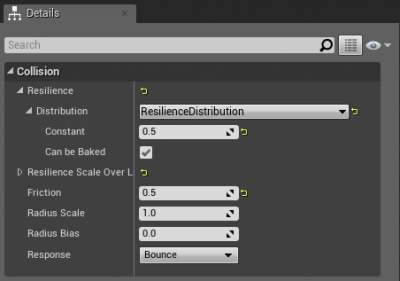 Details
Search
Collision
Resilience
Distribution ResilienceDistribution
Constant 0.5
Can be Baked
Resilience Scale Over L
Friction 0.5
Radius Scale 1.0
Radius Bias 0.0
Response Bounce